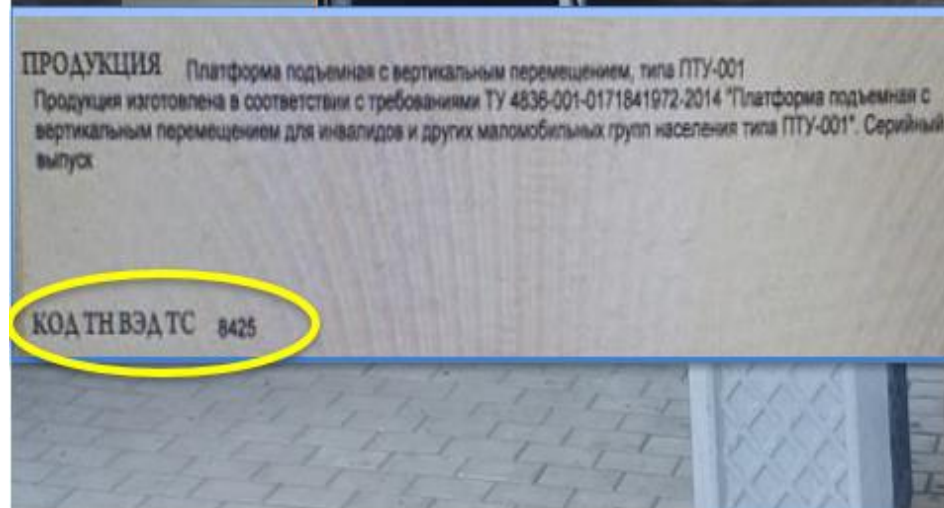 ПРОДУКЦИЯ Платформа подъемная с вертикальным перемещением, типа ПТУ-001
Продукция изготовлена в соответствии с требованиями ТУ 4836-001-0171841972-2014 "Платформа подъемная с
вертикальным перемещением для инвалидов и других маломобильных групп населения типа ПТУ-001". Серийный
выпуск
КОД ТН ВЭД ТС 8425